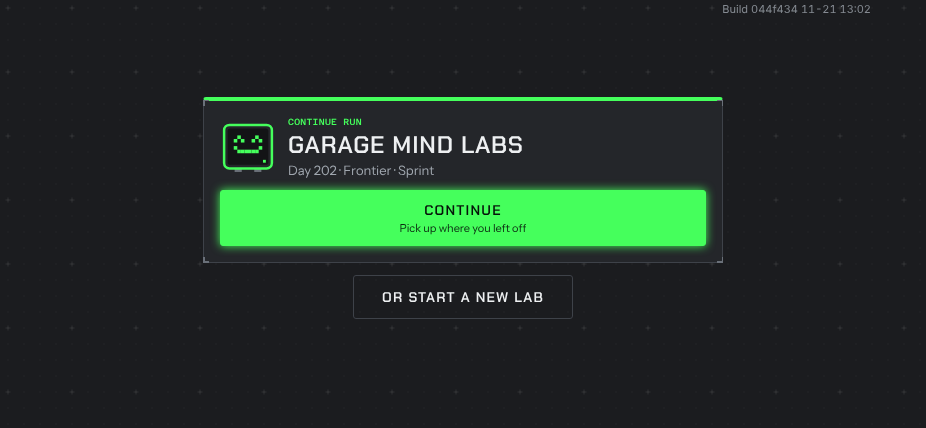 Build 044f434 11-21 13:02
CONTINUE RUN
GARAGE MIND LABS
Day 202 · Frontier · Sprint
CONTINUE
Pick up where you left off
OR START A NEW LAB